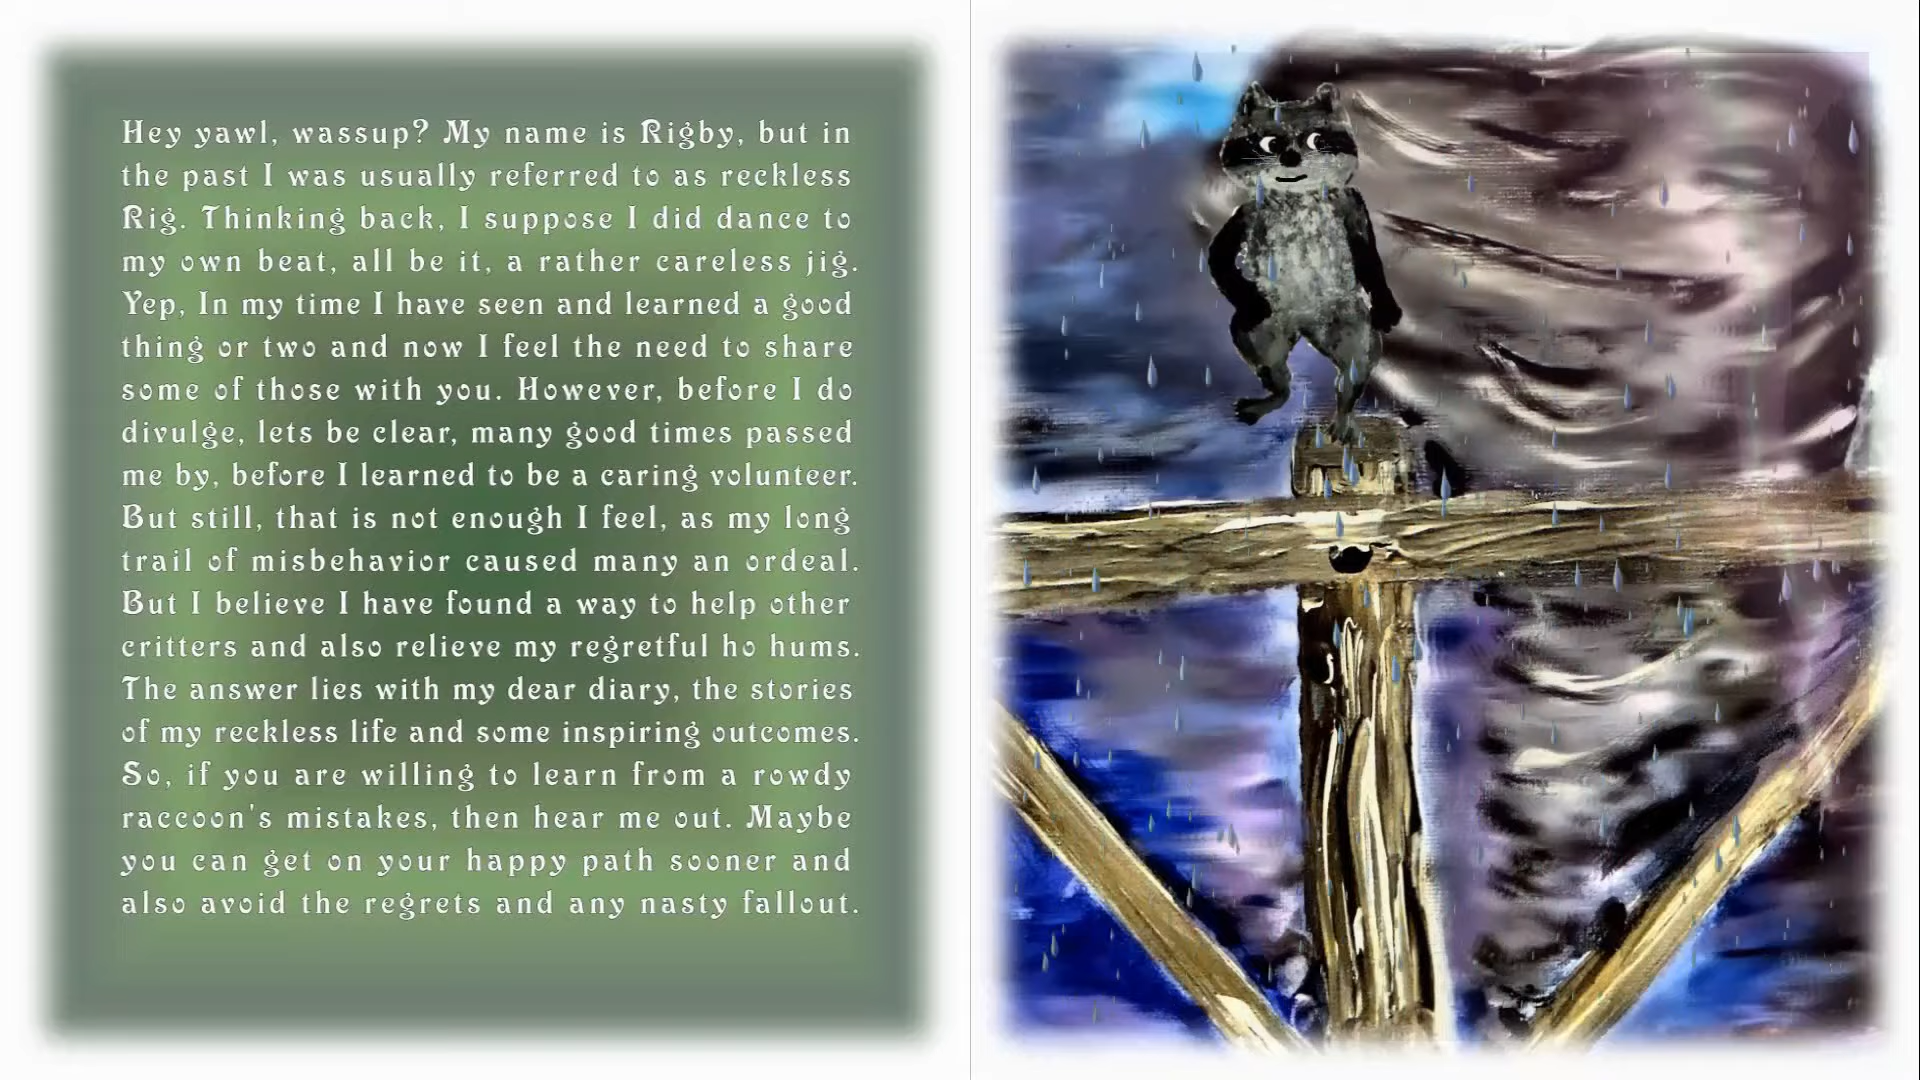 Hey yawl, wassup? My name is Rigby, but in
the past I was usually referred to as reckless
Rig. Thinking back, I suppose I did dance to
my own beat, all be it, a rather careless jig.
Yep, In my time I have seen and learned a good
thing or two and now I feel the need to share
some of those with you. However, before I do
divulge, lets be clear, many good times passed
me by, before I learned to be a caring volunteer.
But still, that is not enough I feel, as my long
trail of misbehavior caused many an ordeal.
But I believe I have found a way to help other
critters and also relieve my regretful ho hums.
The answer lies with my dear diary, the stories
of my reckless life and some inspiring outcomes.
So, if you are willing to learn from a rowdy
raccoon's mistakes, then hear me out. Maybe
you can get on your happy path sooner and
also avoid the regrets and any nasty fallout.